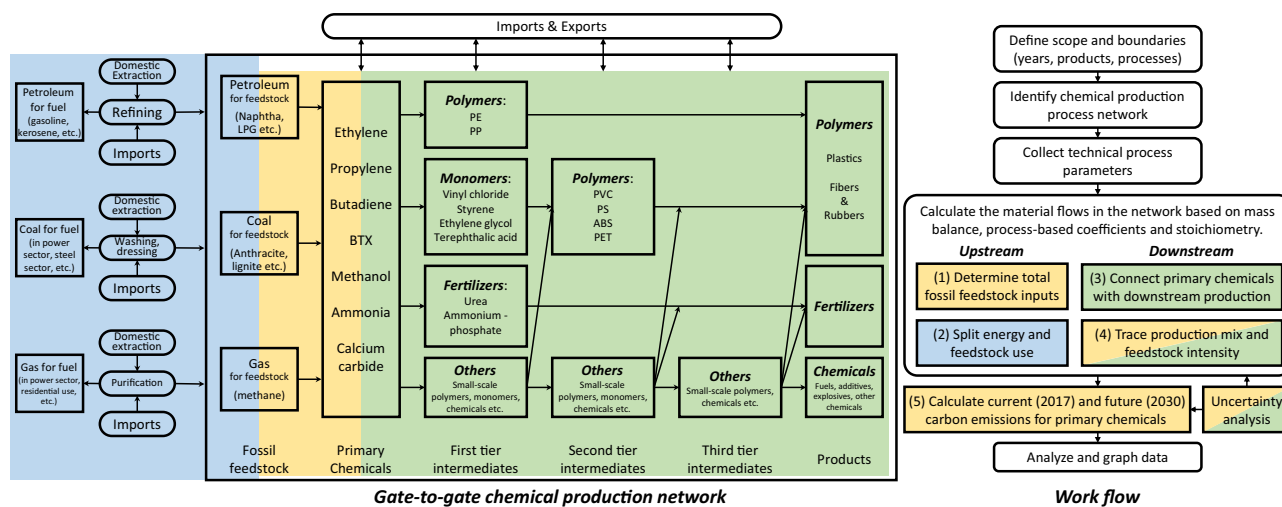 Imports & Exports
Domestic
Extraction
Petroleum
for fuel
(gasoline,
kerosene, etc.)
Refining
Imports
Domestic
extraction
Coal for fuel
(in power
sector, steel
sector, etc.)
Washing,
dressing
Imports
Domestic
extraction
Gas for fuel
(in power sector,
residential use,
etc.)
Purification
Imports
Petroleum
for feedstock
(Naphtha,
LPG etc.)
Coal
for feedstock
(Anthracite,
lignite etc.)
Gas
for feedstock
(methane)
Fossil
feedstock
Ethylene
Propylene
Butadiene
BTX
Methanol
Ammonia
Calcium
carbide
Primary
Chemicals
Polymers:
PE
PP
Monomers:
Vinyl chloride
Styrene
Ethylene glycol
Terephthalic acid
Fertilizers:
Urea
Ammonium -
phosphate
Others
Small-scale
polymers, monomers,
chemicals etc.
First tier
intermediates
Polymers:
PVC
PS
ABS
PET
Others
Small-scale
polymers, monomers,
chemicals etc.
Second tier
intermediates
Others
Small-scale polymers,
chemicals etc.
Third tier
intermediates
Polymers
Plastics
Fibers
&
Rubbers
Fertilizers
Chemicals
Fuels, additives,
explosives, other
chemicals
Products
Gate-to-gate chemical production network
Define scope and boundaries
(years, products, processes)
Identify chemical production
process network
Collect technical process
parameters
Calculate the material flows in the network based on mass
balance, process-based coefficients and stoichiometry.
Upstream
Downstream
(1) Determine total
fossil feedstock inputs
(3) Connect primary chemicals
with downstream production
(2) Split energy and
feedstock use
(4) Trace production mix and
feedstock intensity
(5) Calculate current (2017) and future (2030)
carbon emissions for primary chemicals
Uncertainty
analysis
Analyze and graph data
Work flow